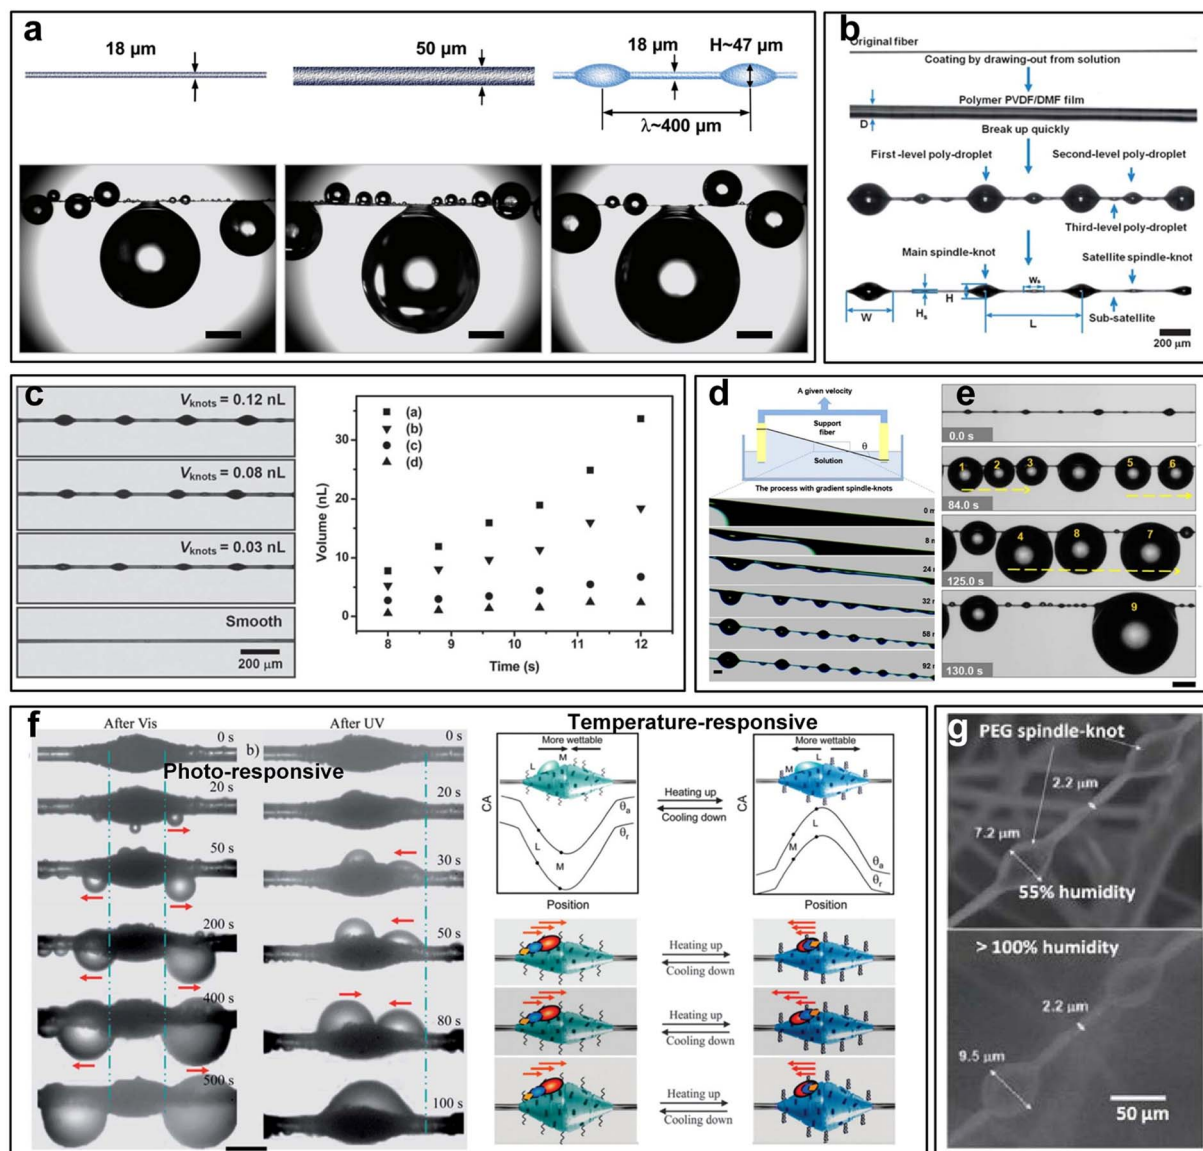 a
18 μm
50 μm
18 μm
H~47 μm
λ~400 μm
b
Original fiber
Coating by drawing-out from solution
Polymer PVDF/DMF film
D
Break up quickly
First-level poly-droplet
Second-level poly-droplet
Third-level poly-droplet
Main spindle-knot
Satellite spindle-knot
Ws
H
Hs
W
L
Sub-satellite
200 μm
c
Vknots = 0.12 nL
Vknots = 0.08 nL
Vknots = 0.03 nL
Smooth
200 μm
(a)
(b)
(c)
(d)
Volume (nL)
30
20
10
0
8
9
10
11
12
Time (s)
d
A given velocity
Support
fiber
θ
Solution
The process with gradient spindle-knots
0 m
8 m
24 m
32 m
58 m
92 m
e
0.0 s
1
2
3
5
6
84.0 s
4
8
7
125.0 s
9
130.0 s
f
After Vis
After UV
Photo-responsive
0 s
b)
0 s
20 s
20 s
50 s
30 s
200 s
50 s
400 s
80 s
500 s
100 s
Temperature-responsive
More wettable
L
M
CA
θa
θr
L
M
Position
Heating up
Cooling down
More wettable
L
M
CA
L
M
θa
θr
Position
Heating up
Cooling down
Heating up
Cooling down
Heating up
Cooling down
g
PEG spindle-knot
2.2 μm
7.2 μm
55% humidity
> 100% humidity
2.2 μm
9.5 μm
50 μm